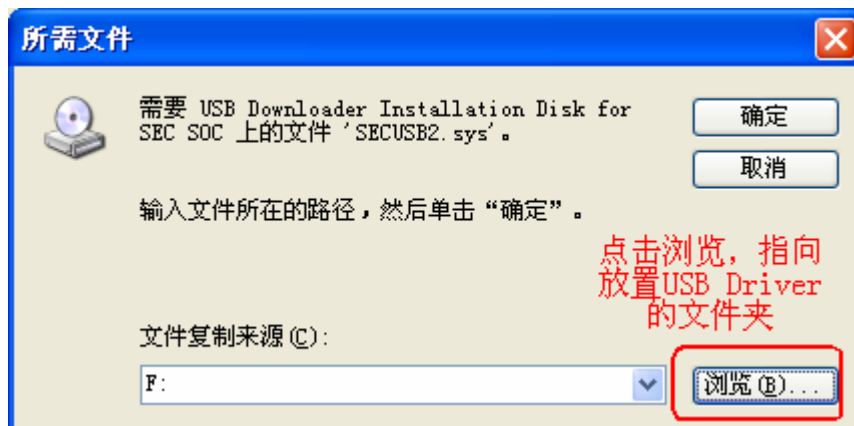 所需文件
需要 USB Downloader Installation Disk for
SEC SOC 上的文件 'SECUSB2.sys'。
确定
取消
输入文件所在的路径，然后单击“确定”。
点击浏览，指向
放置USB Driver
的文件夹
文件复制来源(C):
F:
浏览(B)...